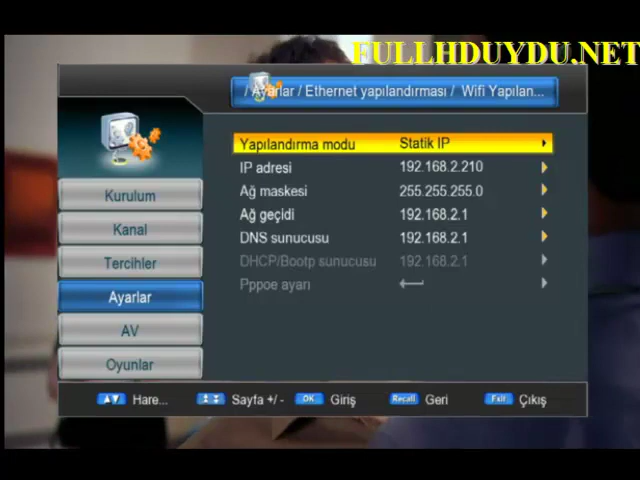 FULLHDUYDU.NET
/ Ayarlar / Ethernet yapılandırması / Wifi Yapılan...
Yapılandırma modu Statik IP
IP adresi 192.168.2.210
Ağ maskesi 255.255.255.0
Ağ geçidi 192.168.2.1
DNS sunucusu 192.168.2.1
DHCP/Bootp sunucusu 192.168.2.1
Pppoe ayarı
Kurulum
Kanal
Tercihler
Ayarlar
AV
Oyunlar
Hare... Sayfa +/- OK Giriş Recall Geri Exit Çıkış